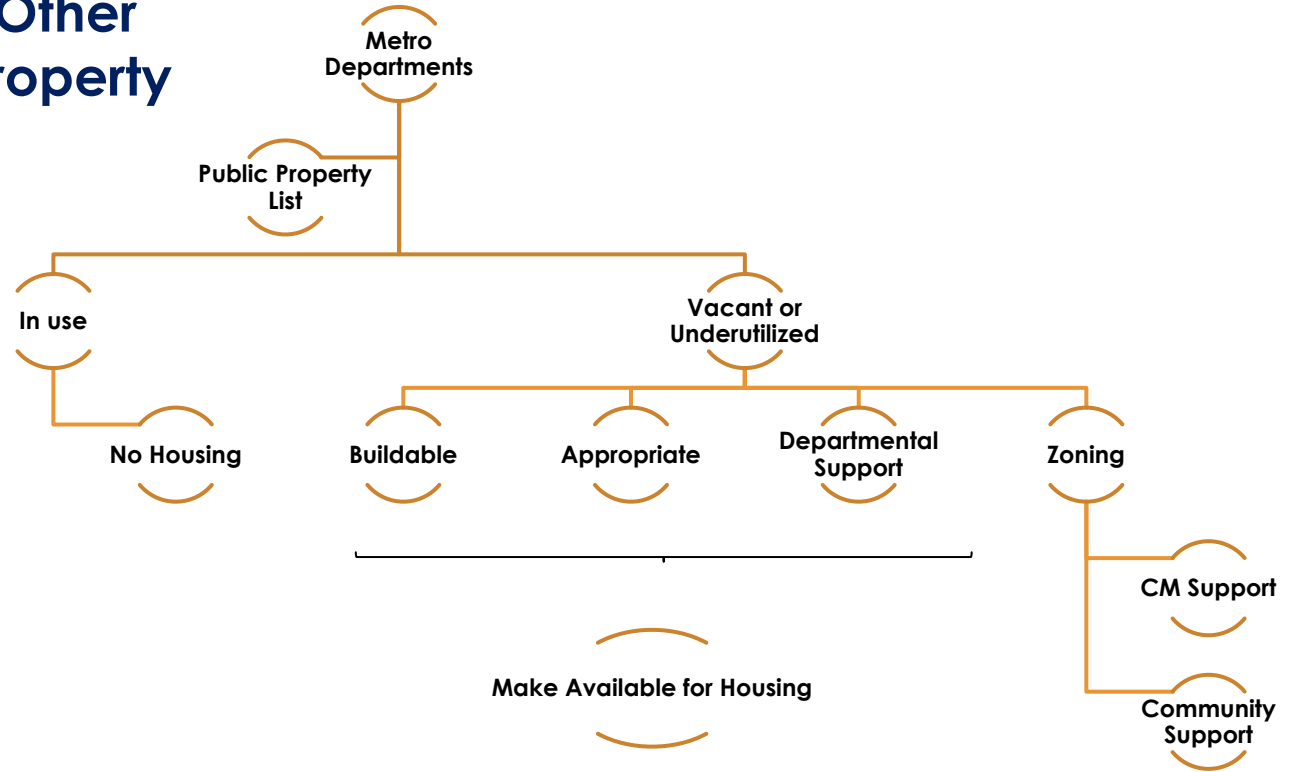 Other
Metro
Departments
Public Property
List
In use
Vacant or
Underutilized
No Housing
Buildable
Appropriate
Departmental
Support
Zoning
CM Support
Make Available for Housing
Community
Support